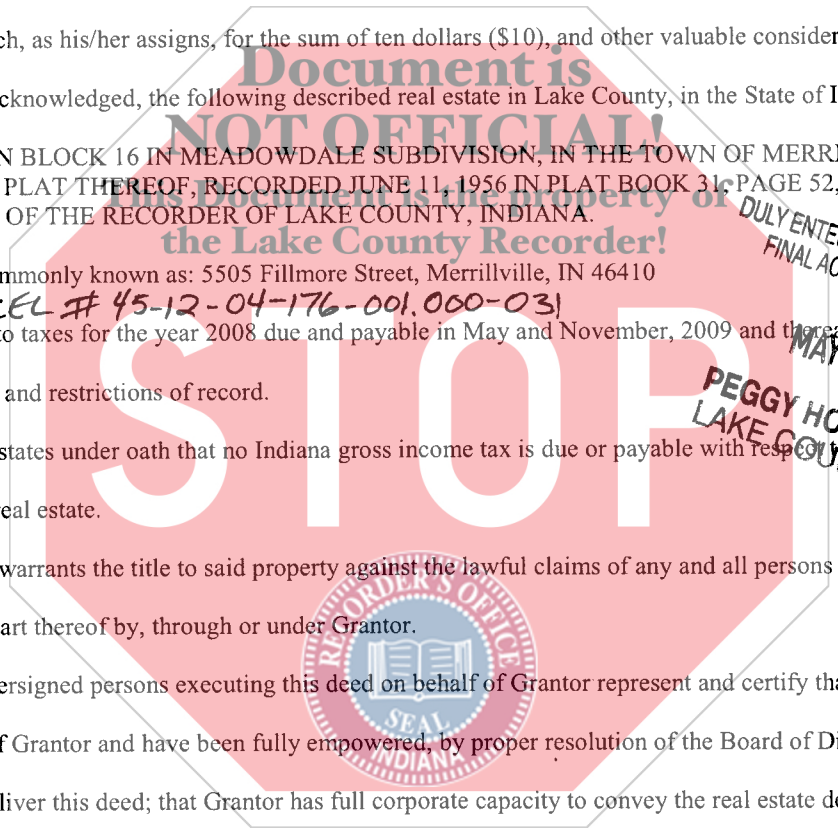 ch, as his/her assigns, for the sum of ten dollars ($10), and other valuable consider
Document is
cknowledged, the following described real estate in Lake County, in the State of I
NOT OFFICIAL!
N BLOCK 16 IN MEADOWDALE SUBDIVISION, IN THE TOWN OF MERRI
PLAT THEREOF, RECORDED JUNE 11, 1956 IN PLAT BOOK 31, PAGE 52,
This Document is the property of
OF THE RECORDER OF LAKE COUNTY, INDIANA.
DULY ENTE
the Lake County Recorder!
FINAL AC
mmonly known as: 5505 Fillmore Street, Merrillville, IN 46410
CEL # 45-12-04-176-001.000-031
to taxes for the year 2008 due and payable in May and November, 2009 and therea
MAY
and restrictions of record.
PEGGY HO
LAKE COU
STOP
states under oath that no Indiana gross income tax is due or payable with respect t
real estate.
warrants the title to said property against the lawful claims of any and all persons
art thereof by, through or under Grantor.
RECORDER'S OFFICE
ersigned persons executing this deed on behalf of Grantor represent and certify tha
SEAL
f Grantor and have been fully empowered, by proper resolution of the Board of Di
INDIANA
liver this deed; that Grantor has full corporate capacity to convey the real estate de